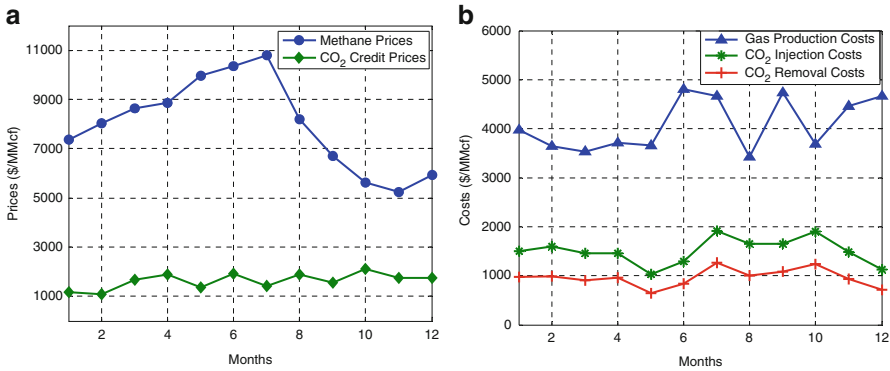 a
Methane Prices
CO2 Credit Prices
11000
9000
7000
5000
3000
1000
Prices ($/MMcf)
2 4 6 8 10 12
Months
b
Gas Production Costs
CO2 Injection Costs
CO2 Removal Costs
6000
5000
4000
3000
2000
1000
0
Costs ($/MMcf)
2 4 6 8 10 12
Months